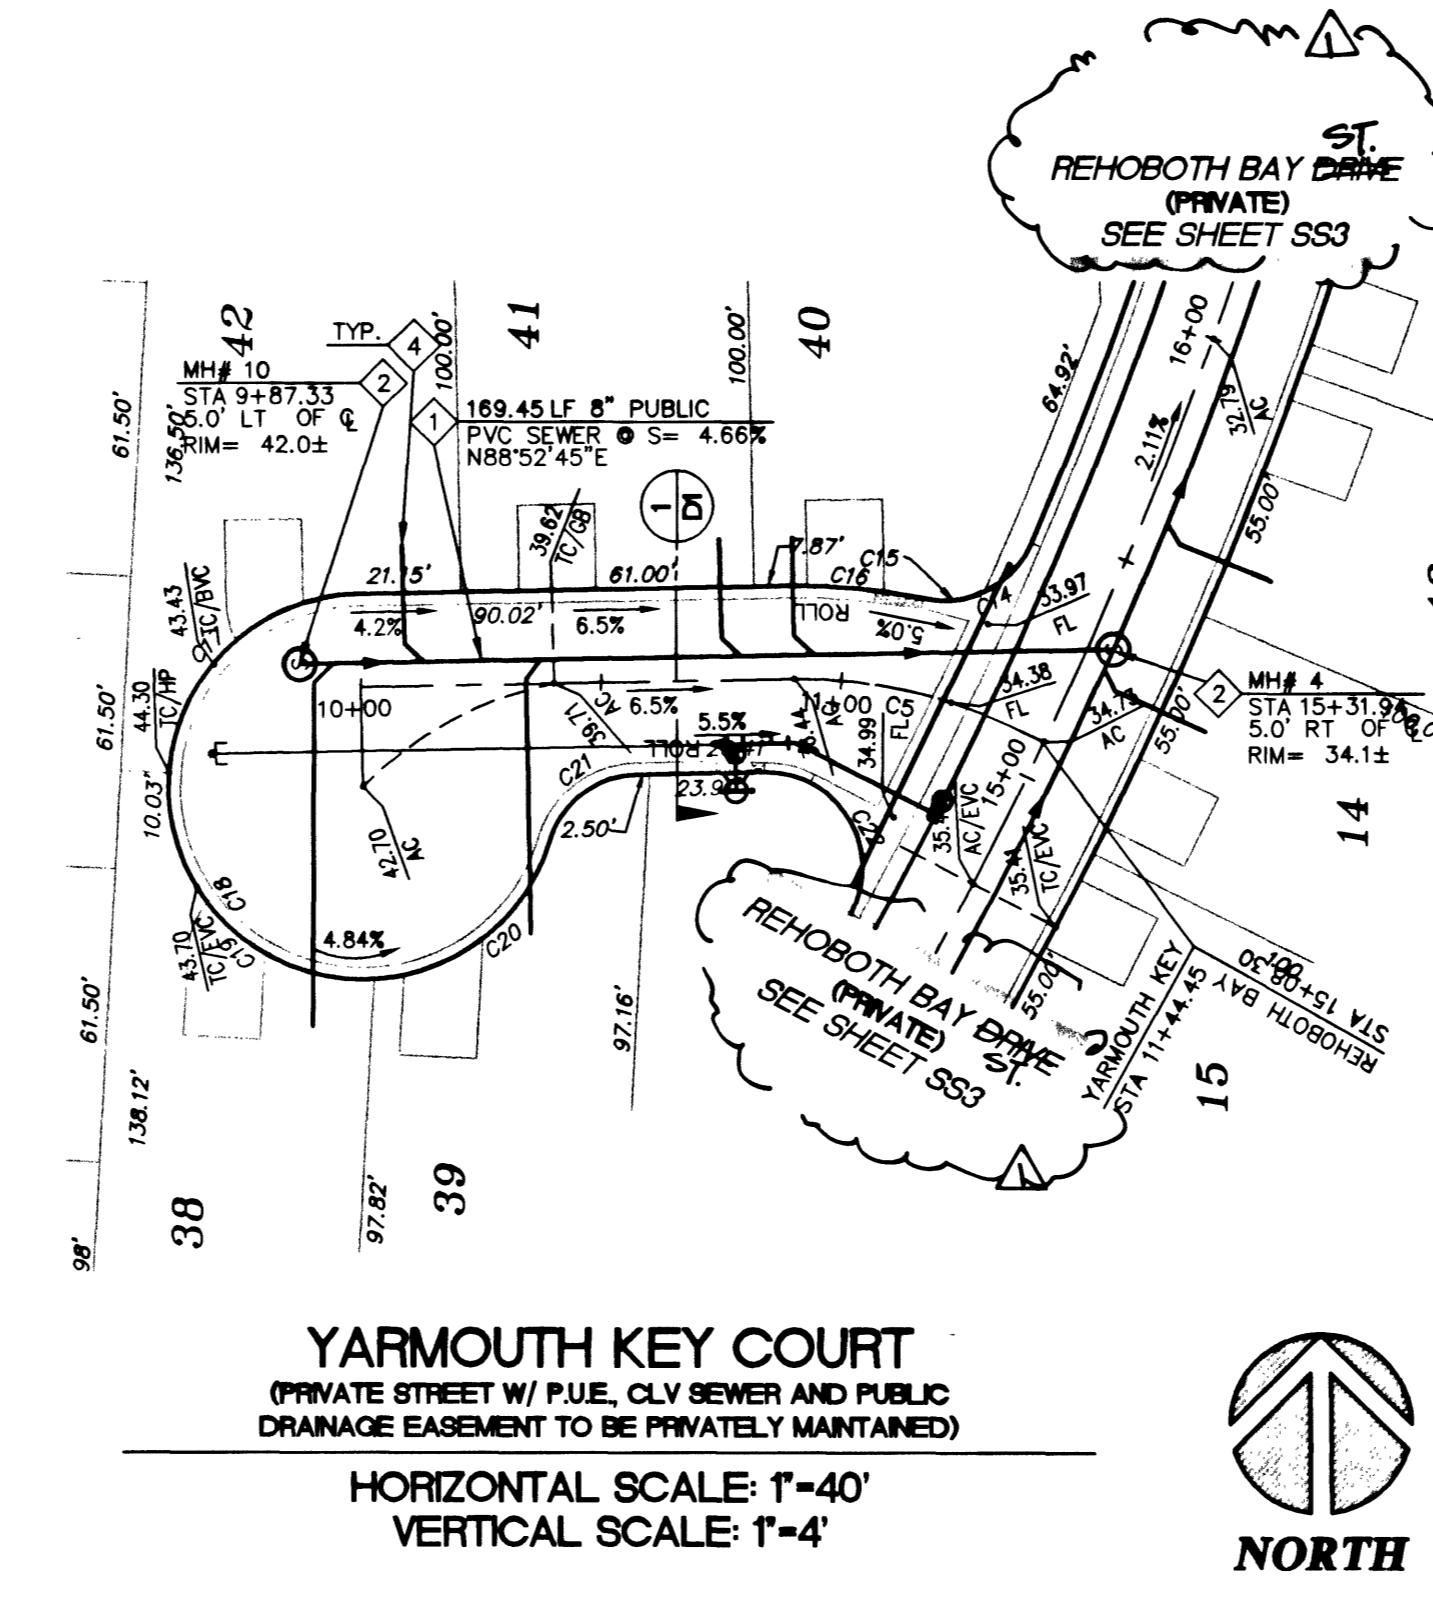 1
ST.
REHOBOTH BAY DRIVE
(PRIVATE)
SEE SHEET SS3
42
41
40
TYP.
4
MH# 10
2
STA 9+87.33
5.0' LT OF ℄
RIM= 42.0±
1
169.45 LF 8" PUBLIC
PVC SEWER @ S= 4.66%
N88°52'45"E
100.00'
100.00'
61.50'
136.50'
64.92'
16+00
32.79
AC
2.11%
55.00'
1
D1
39.62
TC/GB
43.43
TC/BVC
21.15'
61.00'
7.87'
C16
C15
C14
33.97
FL
4.2%
90.02'
6.5%
ROLL
5.0%
44.30
TC/HP
61.50'
10+00
39.71
AC
6.5%
11+00
C5
34.38
FL
AC
55.00'
2
MH# 4
STA 15+31.9
5.0' RT OF ℄
RIM= 34.1±
5.5%
ROLL
34.99
FL
15+00
C21
10.03"
42.70
AC
2.50'
C22
AC/EVC
TC/EVC
14
C18
C19
43.70
TC/EVC
4.84%
C20
REHOBOTH BAY DRIVE
ST.
(PRIVATE)
SEE SHEET SS3
55.00'
YARMOUTH KEY
STA 11+44.45
REHOBOTH BAY
STA 15+08.30
15
61.50'
97.16'
138.12'
38
39
97.82'
98'
1
YARMOUTH KEY COURT
(PRIVATE STREET W/ P.U.E., CLV SEWER AND PUBLIC
DRAINAGE EASEMENT TO BE PRIVATELY MAINTAINED)
HORIZONTAL SCALE: 1"=40'
VERTICAL SCALE: 1"=4'
NORTH